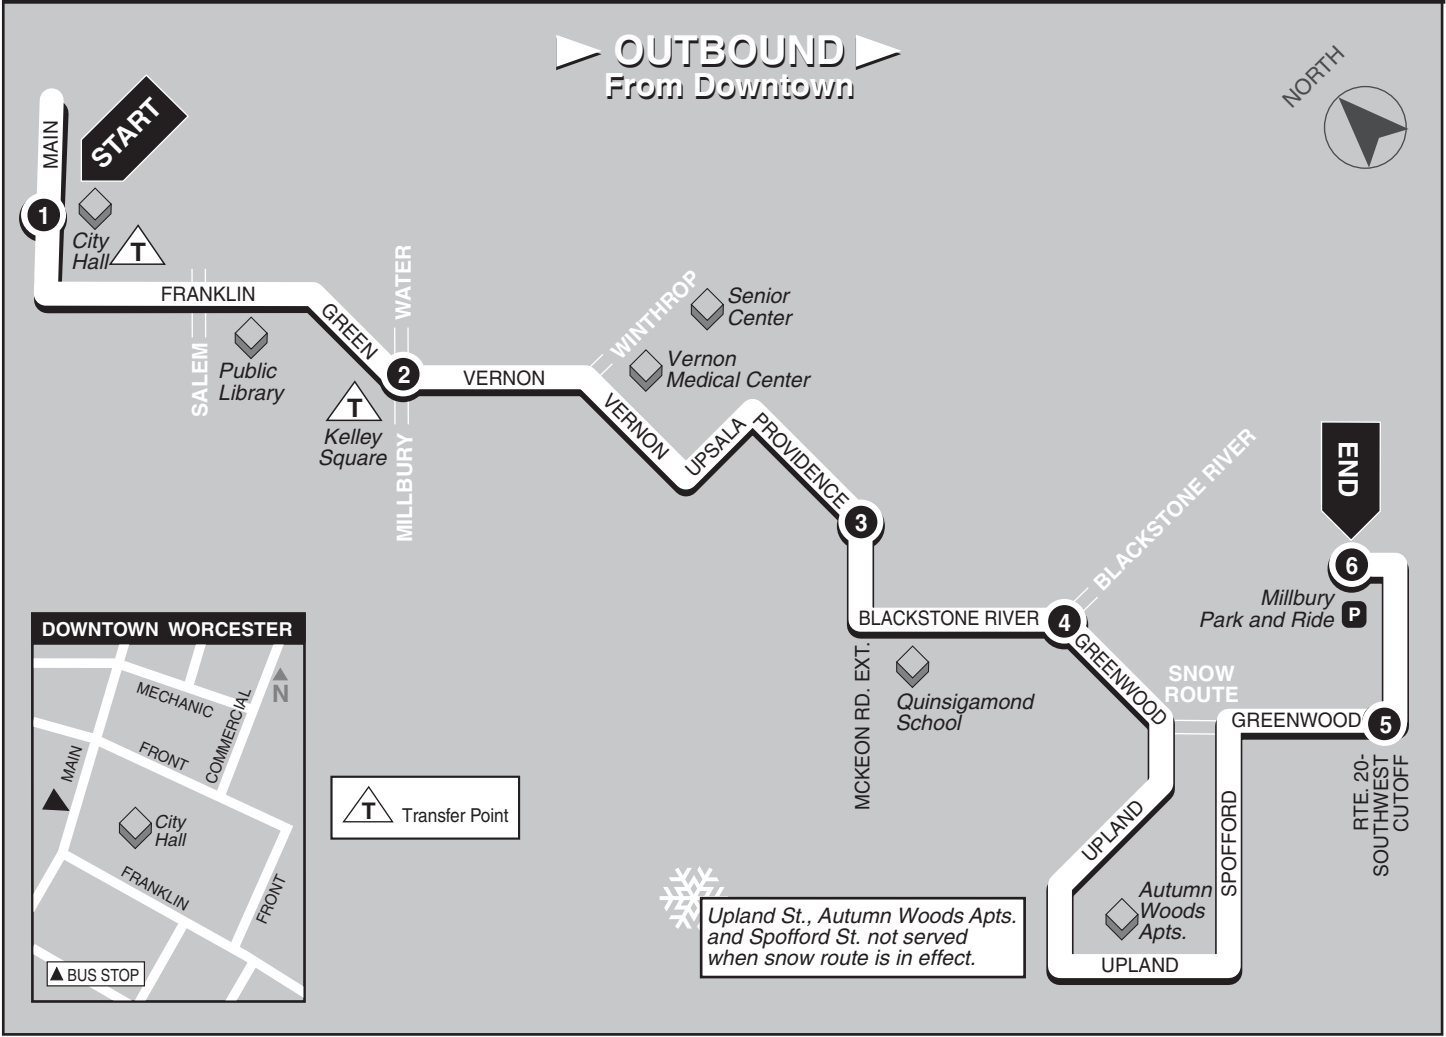 OUTBOUND
From Downtown
NORTH
START
MAIN
1
City
Hall
T
FRANKLIN
SALEM
Public
Library
GREEN
WATER
2
MILLBURY
T
Kelley
Square
VERNON
WINTHROP
Senior
Center
Vernon
Medical Center
VERNON
UPSALA
PROVIDENCE
3
BLACKSTONE RIVER
MCKEON RD. EXT.
4
BLACKSTONE RIVER
Quinsigamond
School
GREENWOOD
SNOW
ROUTE
UPLAND
UPLAND
Autumn
Woods
Apts.
SPOFFORD
GREENWOOD
5
RTE. 20-
SOUTHWEST
CUTOFF
END
6
Millbury
Park and Ride
P
DOWNTOWN WORCESTER
N
MECHANIC
COMMERCIAL
FRONT
MAIN
City
Hall
FRANKLIN
FRONT
BUS STOP
T
Transfer Point
Upland St., Autumn Woods Apts.
and Spofford St. not served
when snow route is in effect.